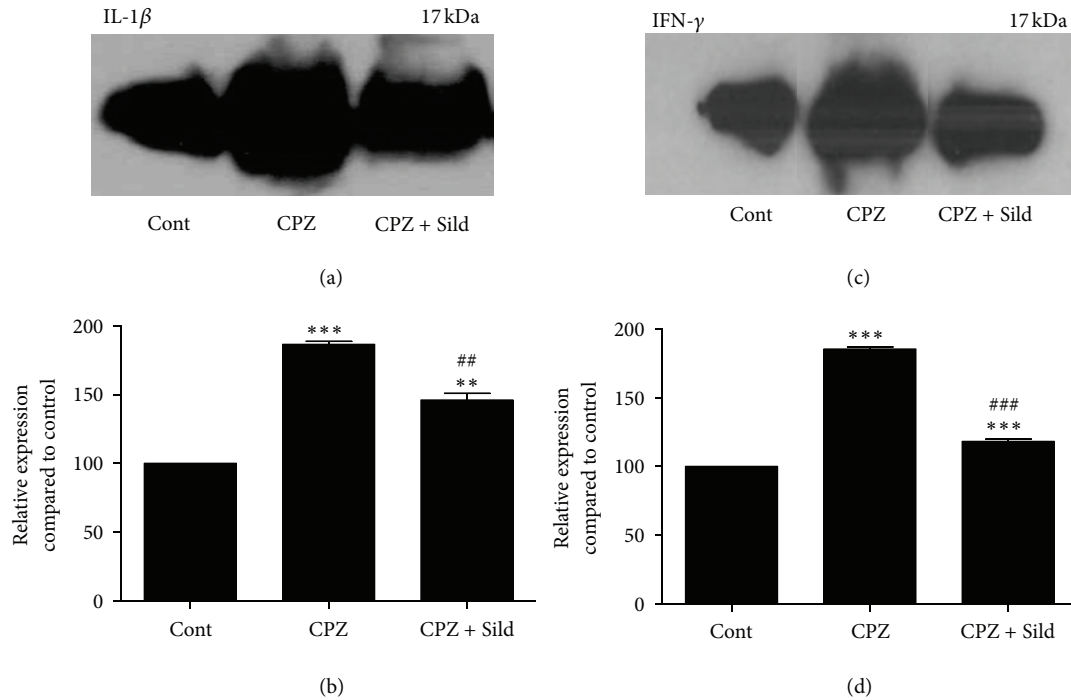 IL-1β 17 kDa
Cont CPZ CPZ + Sild
(a)
IFN-γ 17 kDa
Cont CPZ CPZ + Sild
(c)
Relative expression
compared to control
200
150
100
50
0
***
##
**
Cont CPZ CPZ + Sild
(b)
Relative expression
compared to control
200
150
100
50
0
***
###
***
Cont CPZ CPZ + Sild
(d)